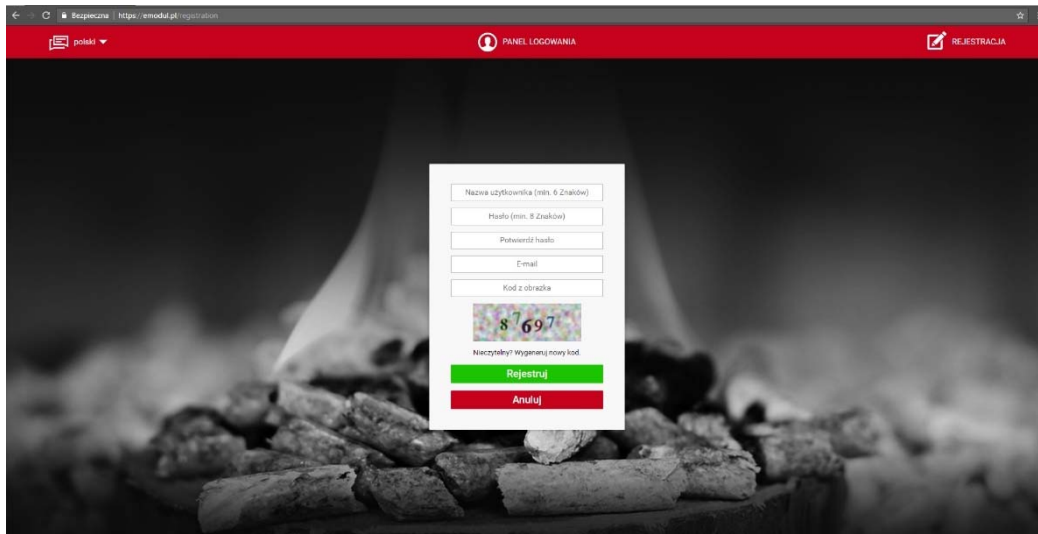 Bezpieczna | https://emodul.pl/registration
polski
PANEL LOGOWANIA
REJESTRACJA
Nazwa użytkownika (min. 6 Znaków)
Hasło (min. 8 Znaków)
Potwierdź hasło
E-mail
Kod z obrazka
87697
Nieczytelny? Wygeneruj nowy kod.
Rejestruj
Anuluj